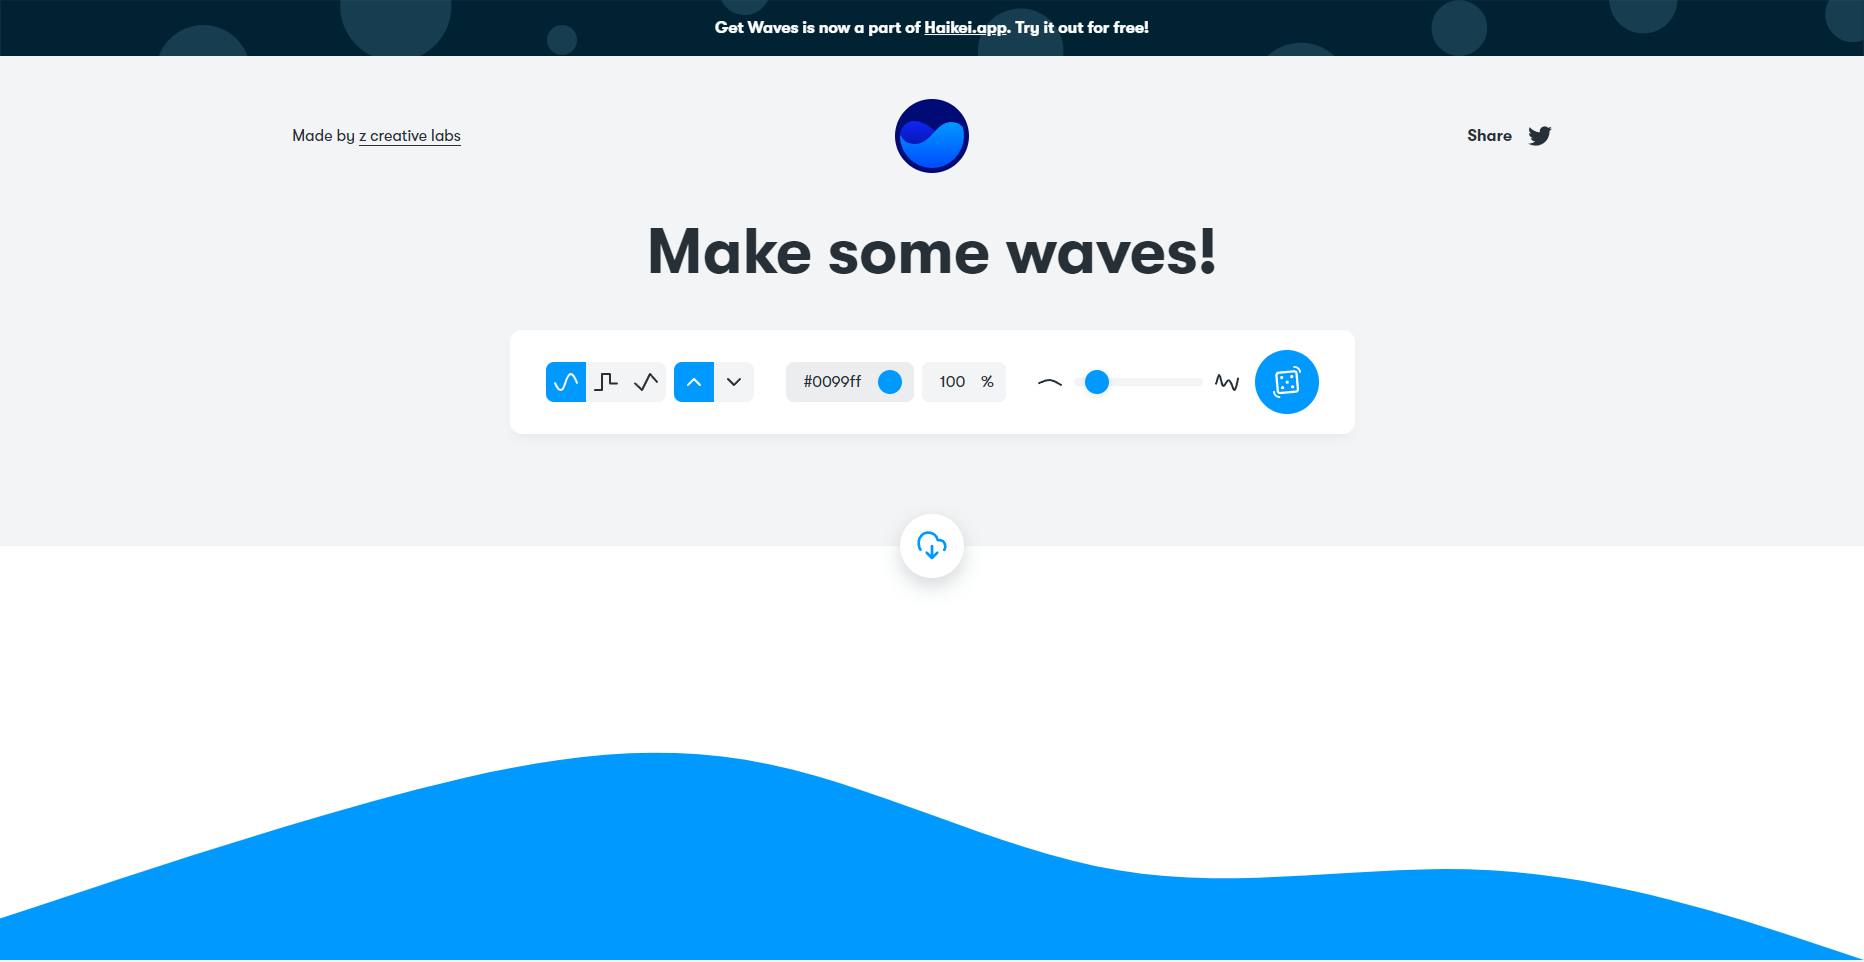 Get Waves is now a part of Haikei.app. Try it out for free!
Made by z creative labs
Share
Make some waves!
#0099ff 100 %